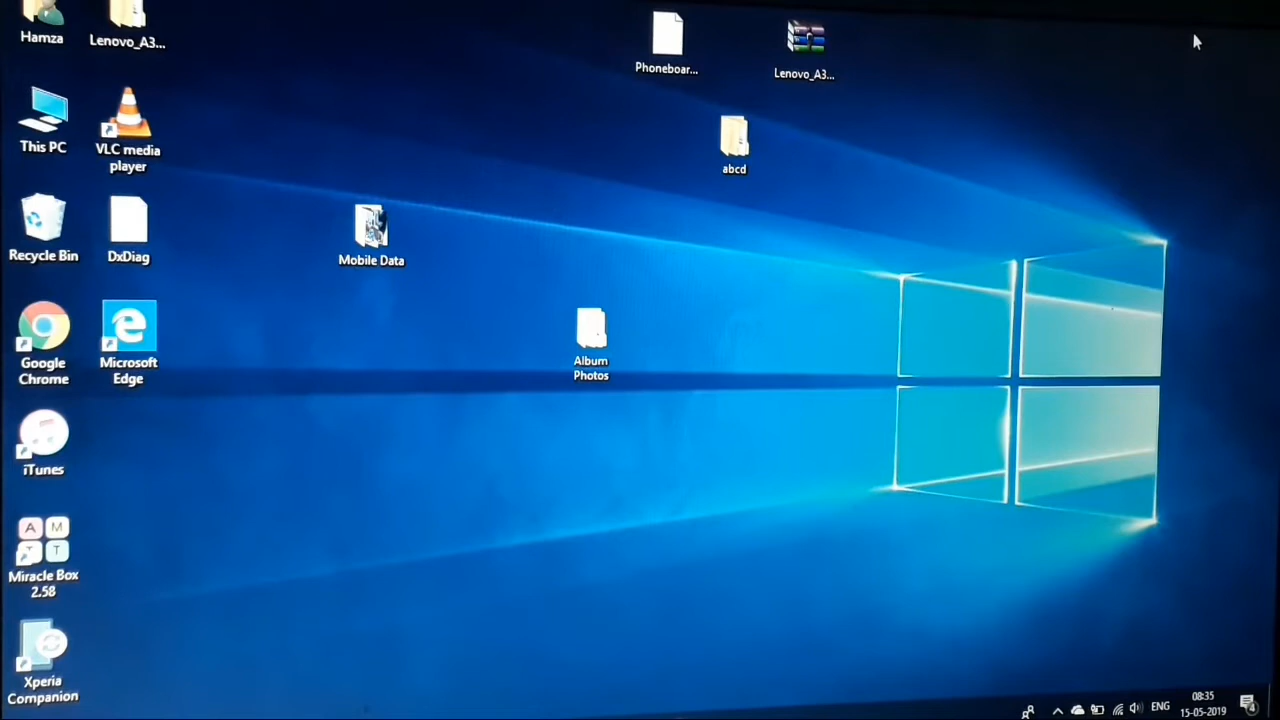 Hamza
Lenovo_A3...
Phoneboar...
Lenovo_A3...
This PC
VLC media
player
abcd
Recycle Bin
DxDiag
Mobile Data
Google
Chrome
Microsoft
Edge
Album
Photos
iTunes
A M
T T
Miracle Box
2.58
Xperia
Companion
ENG
08:35
15-05-2019
4